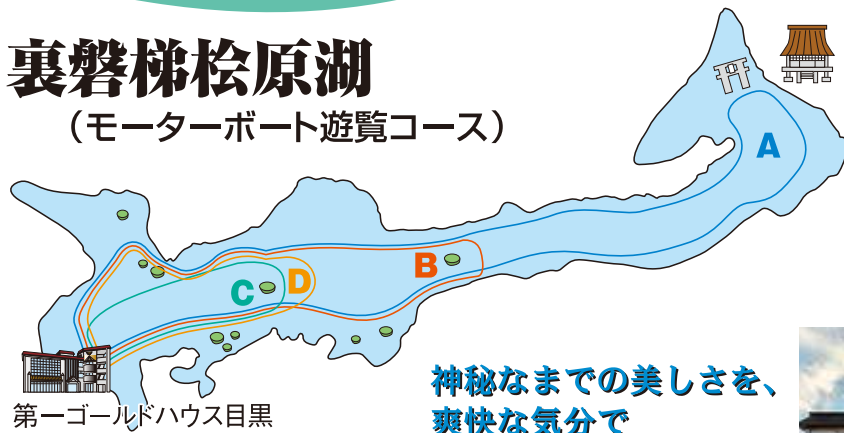 裏磐梯桧原湖
（モーターボート遊覧コース）
A
B
C
D
第一ゴールドハウス目黒
神秘なまでの美しさを、
爽快な気分で